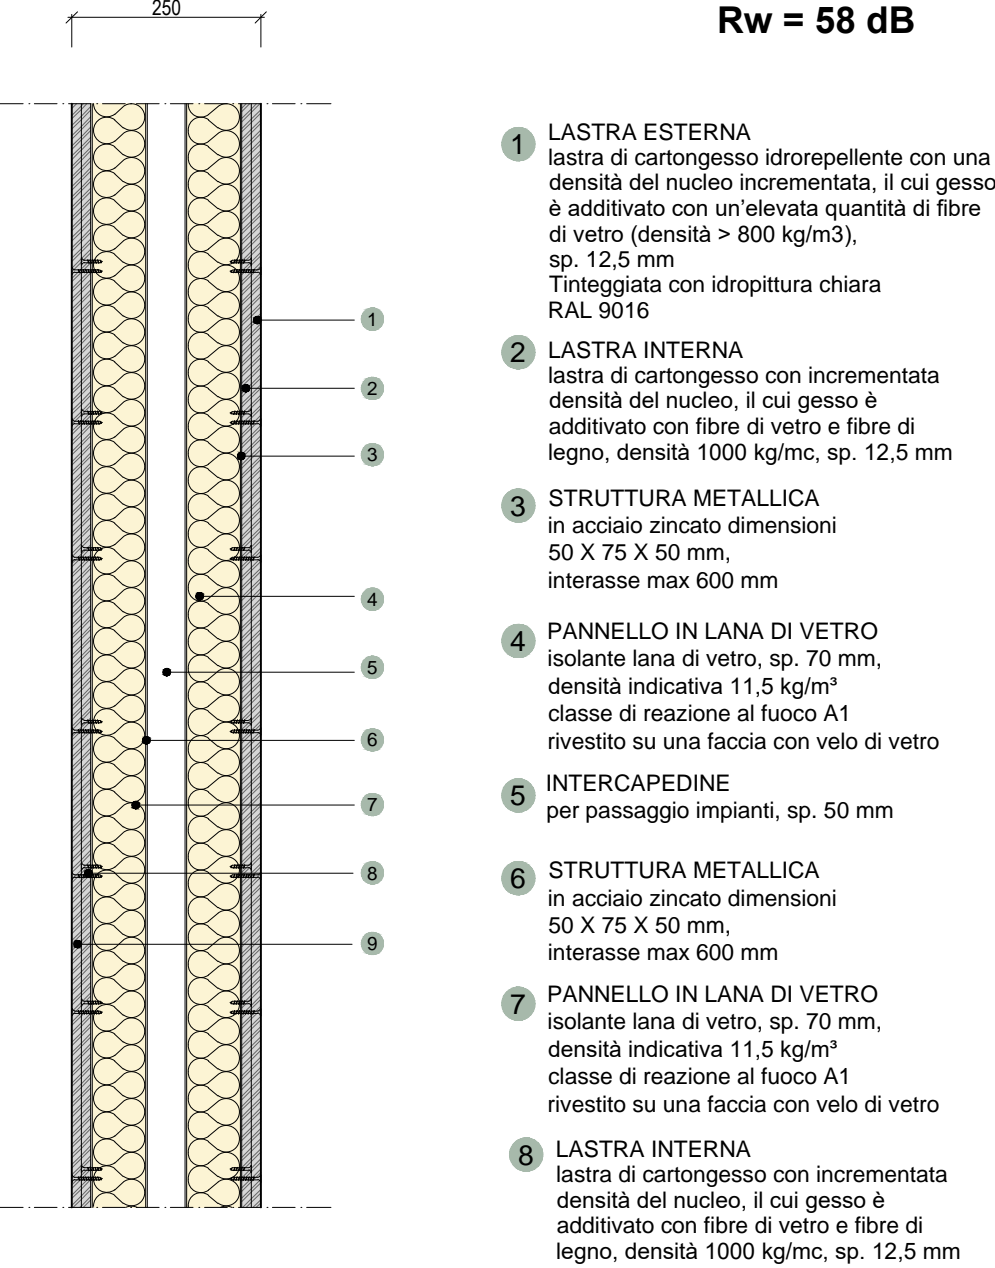 250
Rw = 58 dB
1
LASTRA ESTERNA
lastra di cartongesso idrorepellente con una
densità del nucleo incrementata, il cui gesso
è additivato con un'elevata quantità di fibre
di vetro (densità > 800 kg/m3),
sp. 12,5 mm
Tinteggiata con idropittura chiara
RAL 9016
2
LASTRA INTERNA
lastra di cartongesso con incrementata
densità del nucleo, il cui gesso è
additivato con fibre di vetro e fibre di
legno, densità 1000 kg/mc, sp. 12,5 mm
3
STRUTTURA METALLICA
in acciaio zincato dimensioni
50 X 75 X 50 mm,
interasse max 600 mm
4
PANNELLO IN LANA DI VETRO
isolante lana di vetro, sp. 70 mm,
densità indicativa 11,5 kg/m³
classe di reazione al fuoco A1
rivestito su una faccia con velo di vetro
5
INTERCAPEDINE
per passaggio impianti, sp. 50 mm
6
STRUTTURA METALLICA
in acciaio zincato dimensioni
50 X 75 X 50 mm,
interasse max 600 mm
7
PANNELLO IN LANA DI VETRO
isolante lana di vetro, sp. 70 mm,
densità indicativa 11,5 kg/m³
classe di reazione al fuoco A1
rivestito su una faccia con velo di vetro
8
LASTRA INTERNA
lastra di cartongesso con incrementata
densità del nucleo, il cui gesso è
additivato con fibre di vetro e fibre di
legno, densità 1000 kg/mc, sp. 12,5 mm
1
2
3
4
5
6
7
8
9